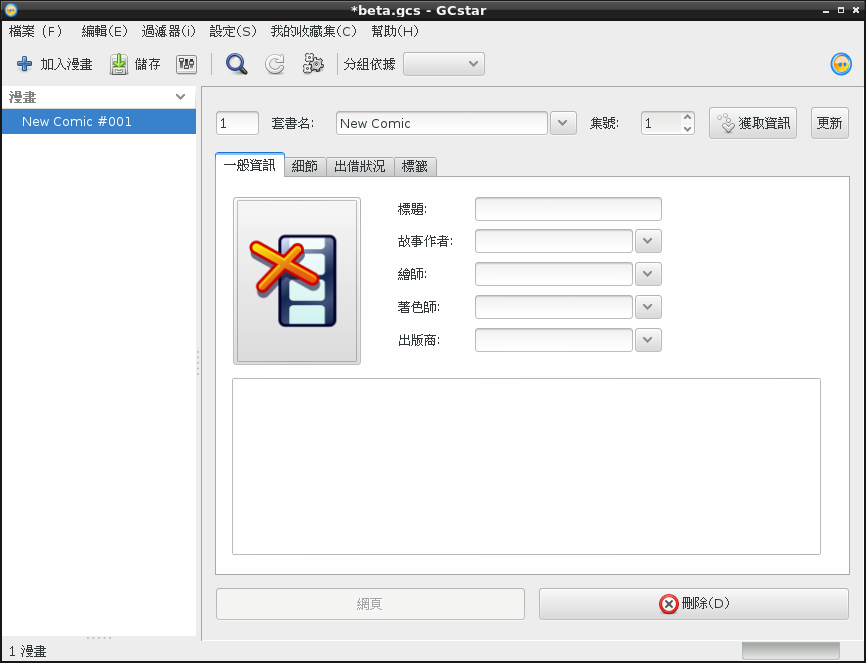 *beta.gcs - GCstar
檔案 (F) 編輯(E) 過濾器(i) 設定(S) 我的收藏集(C) 幫助(H)
加入漫畫 儲存 分組依據
漫畫
New Comic #001
1 套書名: New Comic 集號: 1 獲取資訊 更新
一般資訊 細節 出借狀況 標籤
標題:
故事作者:
繪師:
著色師:
出版商:
網頁 刪除(D)
1 漫畫